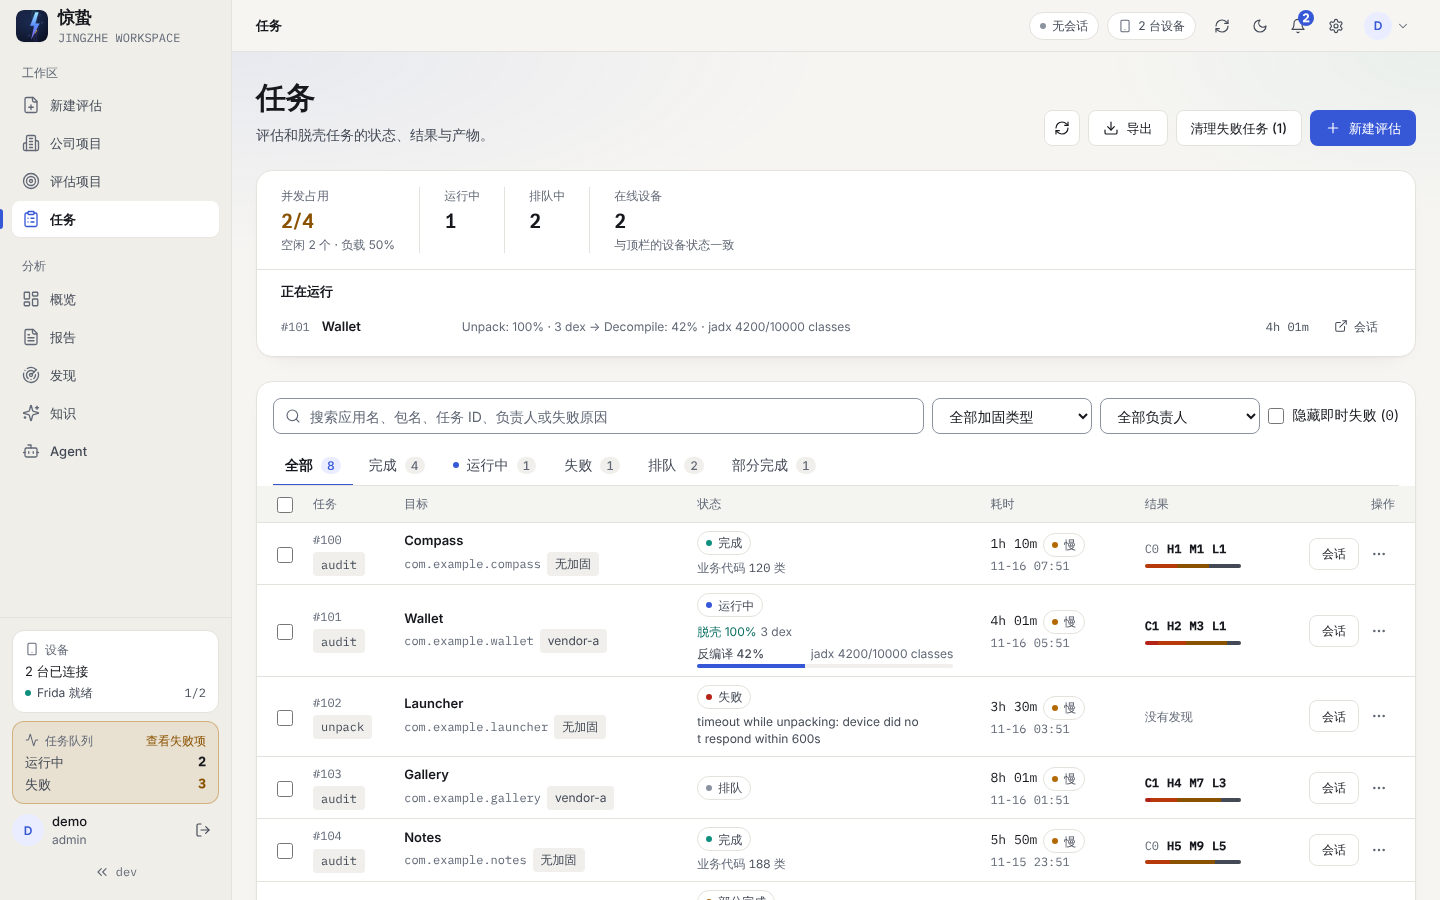 惊蛰
JINGZHE WORKSPACE
工作区
新建评估
公司项目
评估项目
任务
分析
概览
报告
发现
知识
Agent
设备
2 台已连接
Frida 就绪 1/2
任务队列 查看失败项
运行中 2
失败 3
D demo
admin
dev
任务
无会话
2 台设备
2
D
任务
评估和脱壳任务的状态、结果与产物。
导出
清理失败任务 (1)
新建评估
并发占用 运行中 排队中 在线设备
2/4 1 2 2
空闲 2 个 · 负载 50% 与顶栏的设备状态一致
正在运行
#101 Wallet Unpack: 100% · 3 dex → Decompile: 42% · jadx 4200/10000 classes 4h 01m 会话
搜索应用名、包名、任务 ID、负责人或失败原因 全部加固类型 全部负责人 隐藏即时失败 (0)
全部 8 完成 4 运行中 1 失败 1 排队 2 部分完成 1
任务 目标 状态 耗时 结果 操作
#100 Compass 完成 1h 10m 慢 C0 H1 M1 L1 会话
audit com.example.compass 无加固 业务代码 120 类 11-16 07:51
#101 Wallet 运行中 4h 01m 慢 C1 H2 M3 L1 会话
audit com.example.wallet vendor-a 脱壳 100% 3 dex 11-16 05:51
反编译 42% jadx 4200/10000 classes
#102 Launcher 失败 3h 30m 慢 没有发现 会话
unpack com.example.launcher 无加固 timeout while unpacking: device did no 11-16 03:51
t respond within 600s
#103 Gallery 排队 8h 01m 慢 C1 H4 M7 L3 会话
audit com.example.gallery vendor-a 11-16 01:51
#104 Notes 完成 5h 50m 慢 C0 H5 M9 L5 会话
audit com.example.notes 无加固 业务代码 188 类 11-15 23:51
部分完成